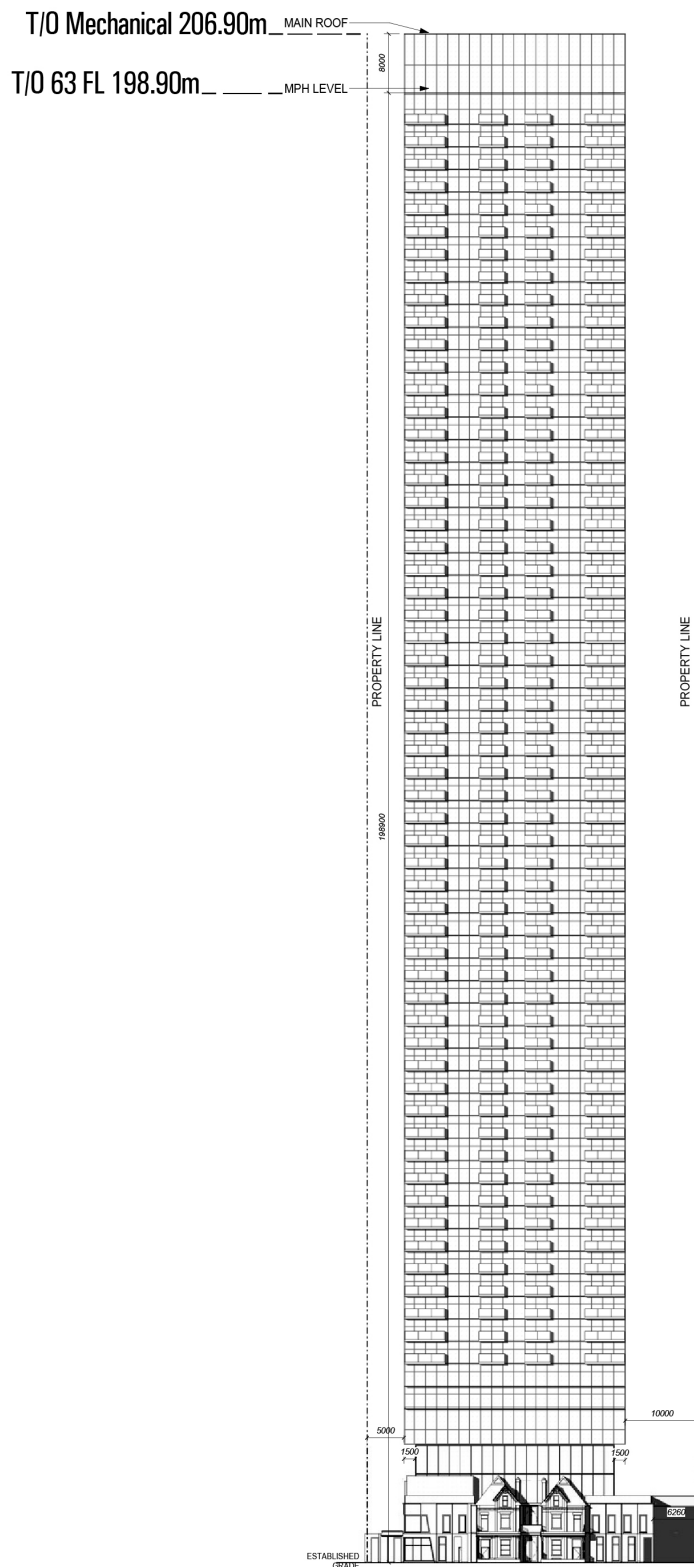 T/O Mechanical 206.90m
MAIN ROOF
8000
T/O 63 FL 198.90m
MPH LEVEL
PROPERTY LINE
PROPERTY LINE
198900
10000
5000
1500
1500
6260
ESTABLISHED
GRADE